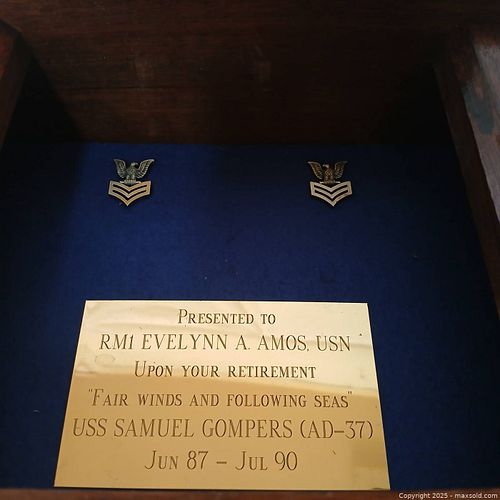 PRESENTED TO
RM1 EVELYNN A. AMOS, USN
UPON YOUR RETIREMENT
"FAIR WINDS AND FOLLOWING SEAS"
USS SAMUEL GOMPERS (AD-37)
JUN 87 - JUL 90
Copyright © 2025 - maxsold.com